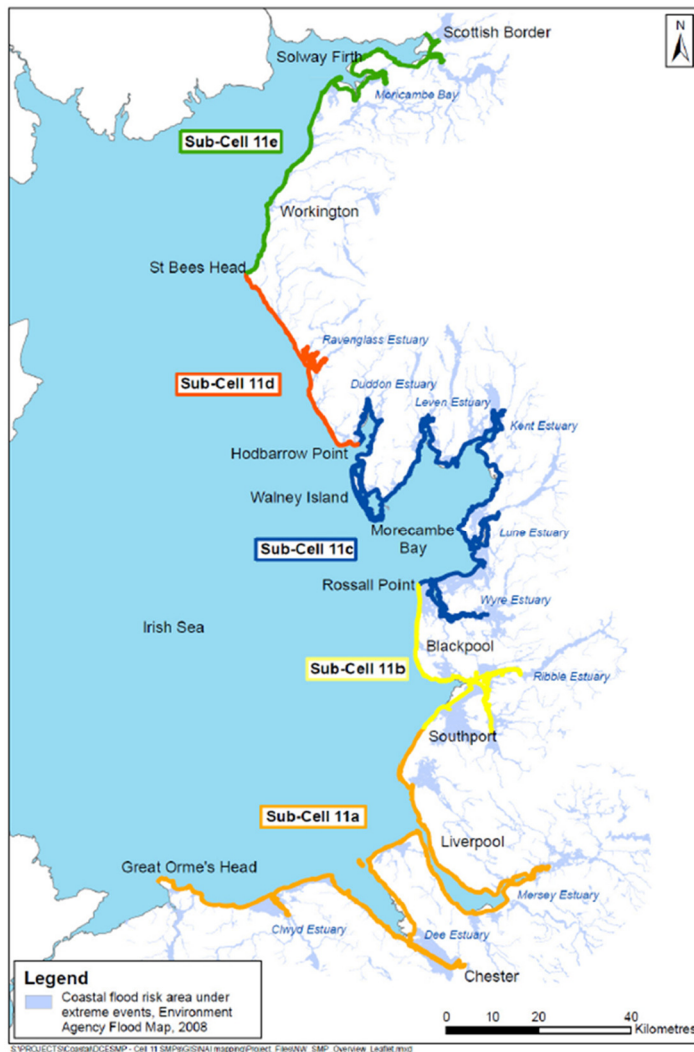 N
Scottish Border
Solway Firth
Moricambe Bay
Sub-Cell 11e
Workington
St Bees Head
Ravenglass Estuary
Duddon Estuary
Sub-Cell 11d
Leven Estuary
Kent Estuary
Hodbarrow Point
Walney Island
Morecambe
Bay
Lune Estuary
Sub-Cell 11c
Rossall Point
Wyre Estuary
Irish Sea
Blackpool
Sub-Cell 11b
Ribble Estuary
Southport
Sub-Cell 11a
Liverpool
Great Orme's Head
Mersey Estuary
Clwyd Estuary
Dee Estuary
Chester
Legend
Coastal flood risk area under
extreme events, Environment
Agency Flood Map, 2008
0 10 20 40
Kilometres